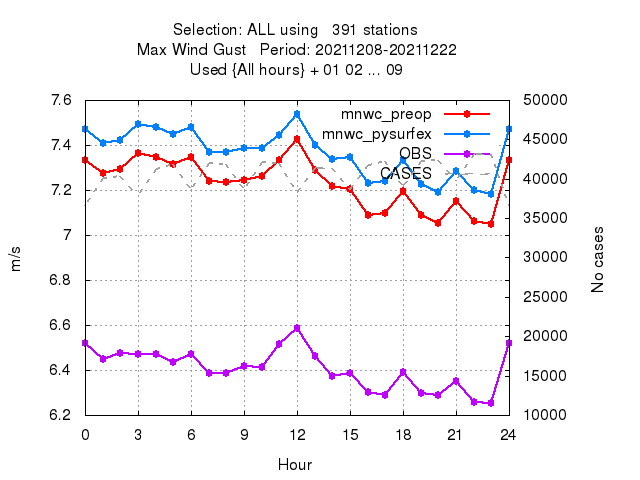 Selection: ALL using   391 stations
Max Wind Gust   Period: 20211208-20211222
Used {All hours} + 01 02 ... 09
7.6
7.4
7.2
7
6.8
6.6
6.4
6.2
m/s
50000
45000
40000
35000
30000
25000
20000
15000
10000
No cases
mnwc_preop
mnwc_pysurfex
OBS
CASES
0 3 6 9 12 15 18 21 24
Hour